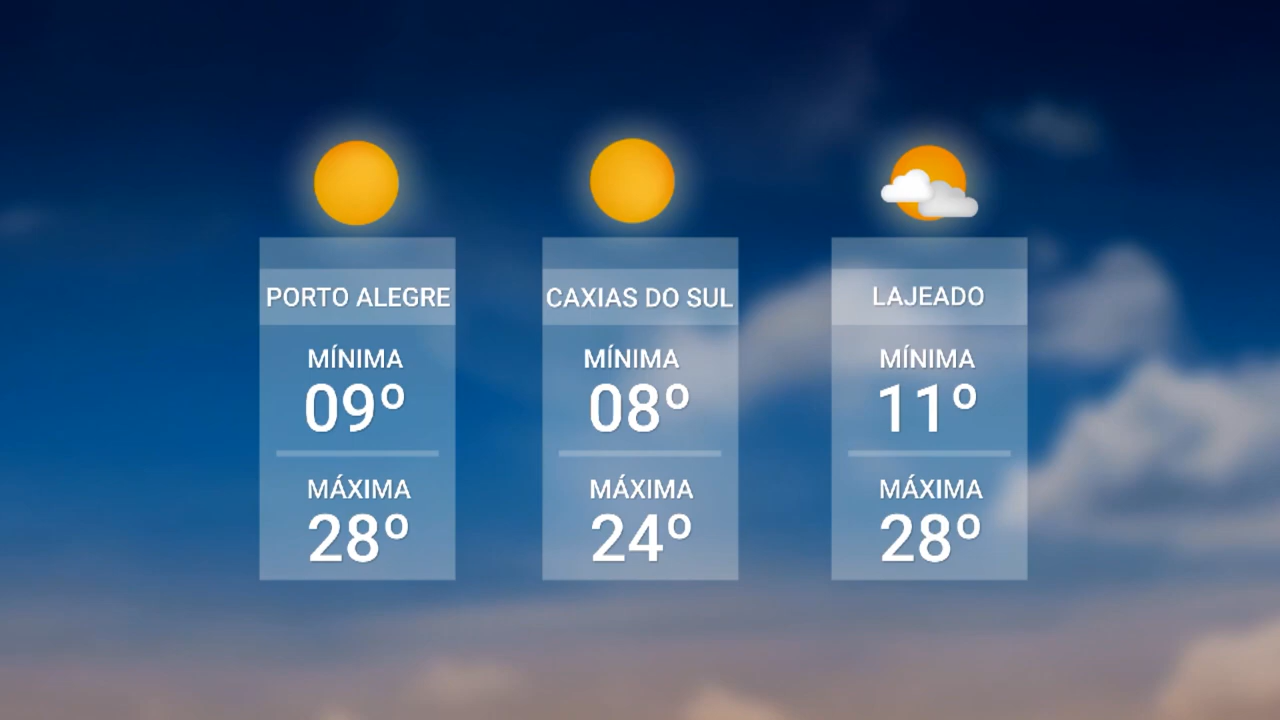 PORTO ALEGRE
MÍNIMA
09º
MÁXIMA
28º
CAXIAS DO SUL
MÍNIMA
08º
MÁXIMA
24º
LAJEADO
MÍNIMA
11º
MÁXIMA
28º